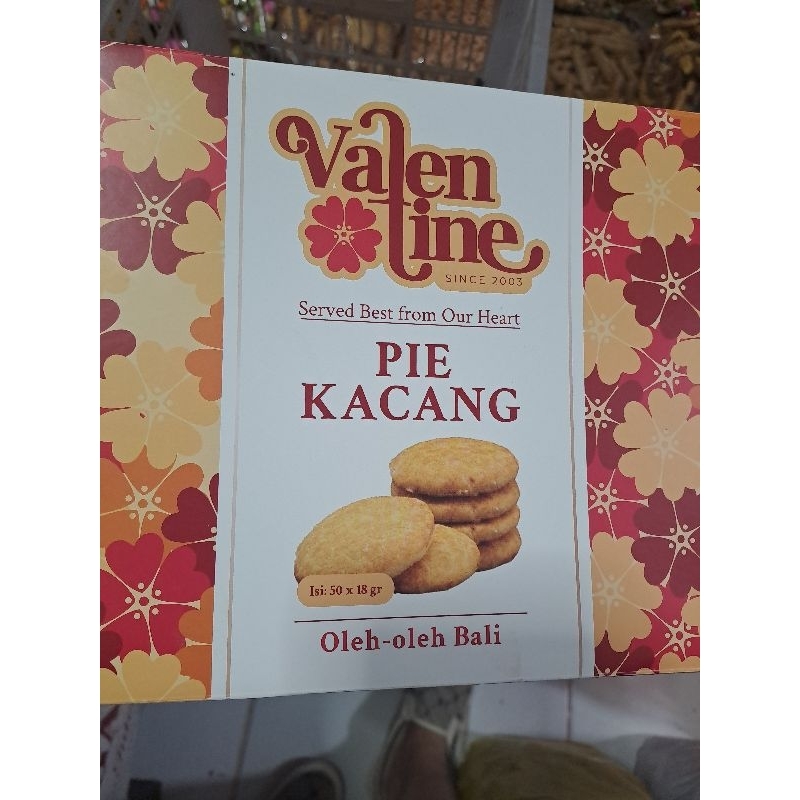 Valen
tine
SINCE 2003
Served Best from Our Heart
PIE
KACANG
Isi: 50 x 18 gr
Oleh-oleh Bali